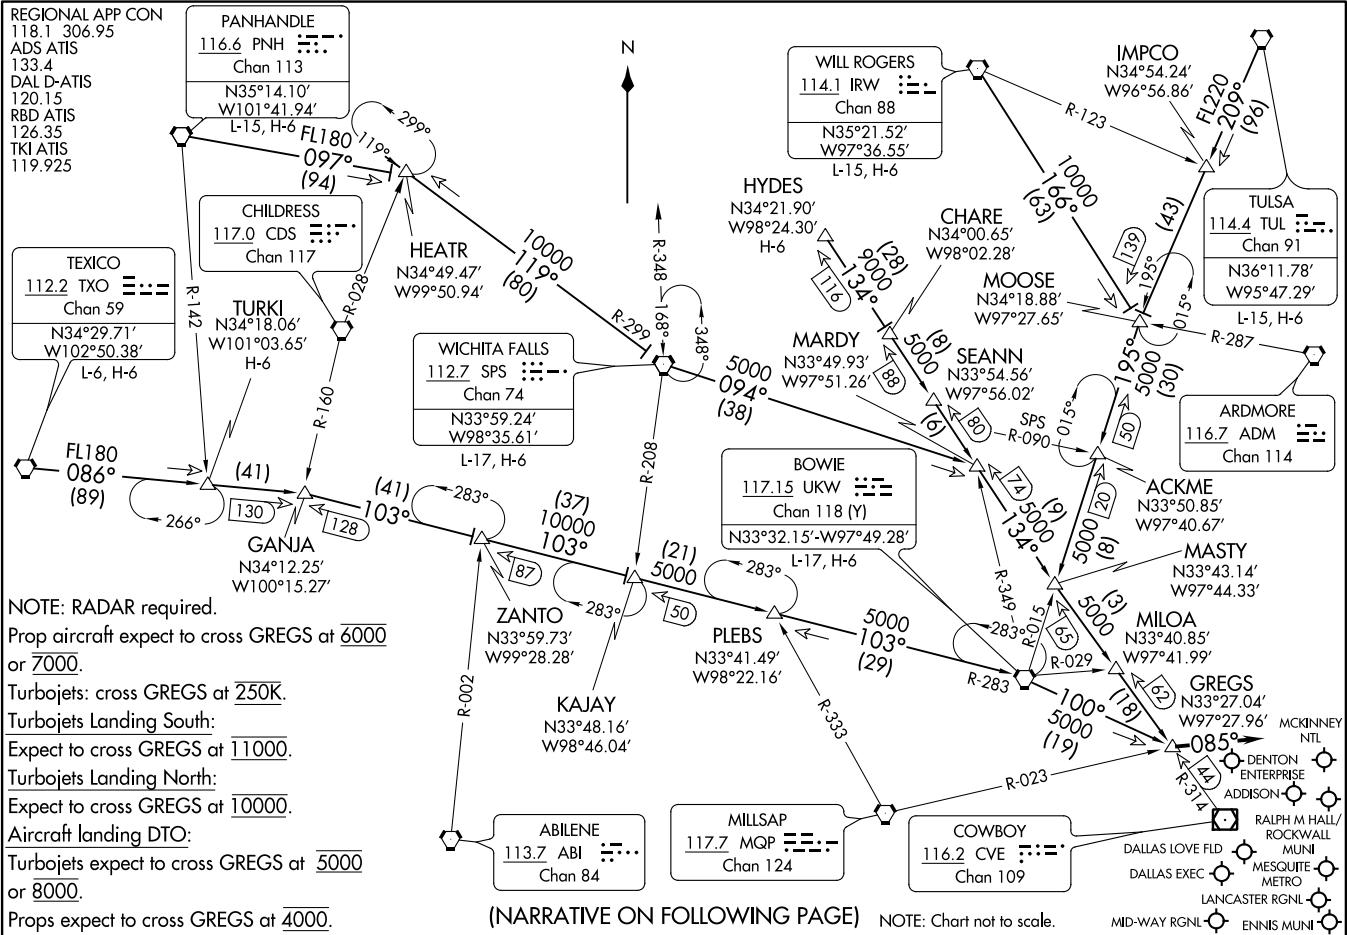 REGIONAL APP CON
118.1 306.95
ADS ATIS
133.4
DAL D-ATIS
120.15
RBD ATIS
126.35
TKI ATIS
119.925
PANHANDLE
116.6 PNH
Chan 113
N35°14.10'
W101°41.94'
L-15, H-6
FL180
097°
(94)
119°
299°
CHILDRESS
117.0 CDS
Chan 117
HEATR
N34°49.47'
W99°50.94'
R-028
R-142
R-160
TEXICO
112.2 TXO
Chan 59
N34°29.71'
W102°50.38'
L-6, H-6
TURKI
N34°18.06'
W101°03.65'
H-6
FL180
086°
(89)
266°
(41)
130
128
GANJA
N34°12.25'
W100°15.27'
(41)
103°
283°
10000
119°
(80)
R-299
N
R-348
168°
348°
WICHITA FALLS
112.7 SPS
Chan 74
N33°59.24'
W98°35.61'
L-17, H-6
R-208
5000
094°
(38)
(37)
10000
103°
87
283°
ZANTO
N33°59.73'
W99°28.28'
R-002
KAJAY
N33°48.16'
W98°46.04'
(21)
5000
50
283°
PLEBS
N33°41.49'
W98°22.16'
R-333
5000
103°
(29)
WILL ROGERS
114.1 IRW
Chan 88
N35°21.52'
W97°36.55'
L-15, H-6
R-123
10000
166°
(63)
IMPCO
N34°54.24'
W96°56.86'
FL220
209°
(96)
TULSA
114.4 TUL
Chan 91
N36°11.78'
W95°47.29'
L-15, H-6
(43)
139
195°
015°
HYDES
N34°21.90'
W98°24.30'
H-6
(28)
9000
134°
116
CHARE
N34°00.65'
W98°02.28'
MOOSE
N34°18.88'
W97°27.65'
R-287
ARDMORE
116.7 ADM
Chan 114
195°
5000
(30)
50
015°
MARDY
N33°49.93'
W97°51.26'
(8)
5000
88
SEANN
N33°54.56'
W97°56.02'
(6)
80
SPS
R-090
ACKME
N33°50.85'
W97°40.67'
20
5000
(8)
74
(9)
5000
134°
BOWIE
117.15 UKW
Chan 118 (Y)
N33°32.15'-W97°49.28'
L-17, H-6
R-349
R-015
283°
R-283
R-029
MASTY
N33°43.14'
W97°44.33'
(3)
5000
65
MILOA
N33°40.85'
W97°41.99'
62
(18)
100°
5000
(19)
GREGS
N33°27.04'
W97°27.96'
085°
44
R-314
R-023
ABILENE
113.7 ABI
Chan 84
MILLSAP
117.7 MQP
Chan 124
COWBOY
116.2 CVE
Chan 109
MCKINNEY
NTL
DENTON
ENTERPRISE
ADDISON
RALPH M HALL/
ROCKWALL
MUNI
DALLAS LOVE FLD
MESQUITE
METRO
DALLAS EXEC
LANCASTER RGNL
MID-WAY RGNL
ENNIS MUNI
NOTE: RADAR required.
Prop aircraft expect to cross GREGS at 6000
or 7000.
Turbojets: cross GREGS at 250K.
Turbojets Landing South:
Expect to cross GREGS at 11000.
Turbojets Landing North:
Expect to cross GREGS at 10000.
Aircraft landing DTO:
Turbojets expect to cross GREGS at 5000
or 8000.
Props expect to cross GREGS at 4000.
(NARRATIVE ON FOLLOWING PAGE)
NOTE: Chart not to scale.